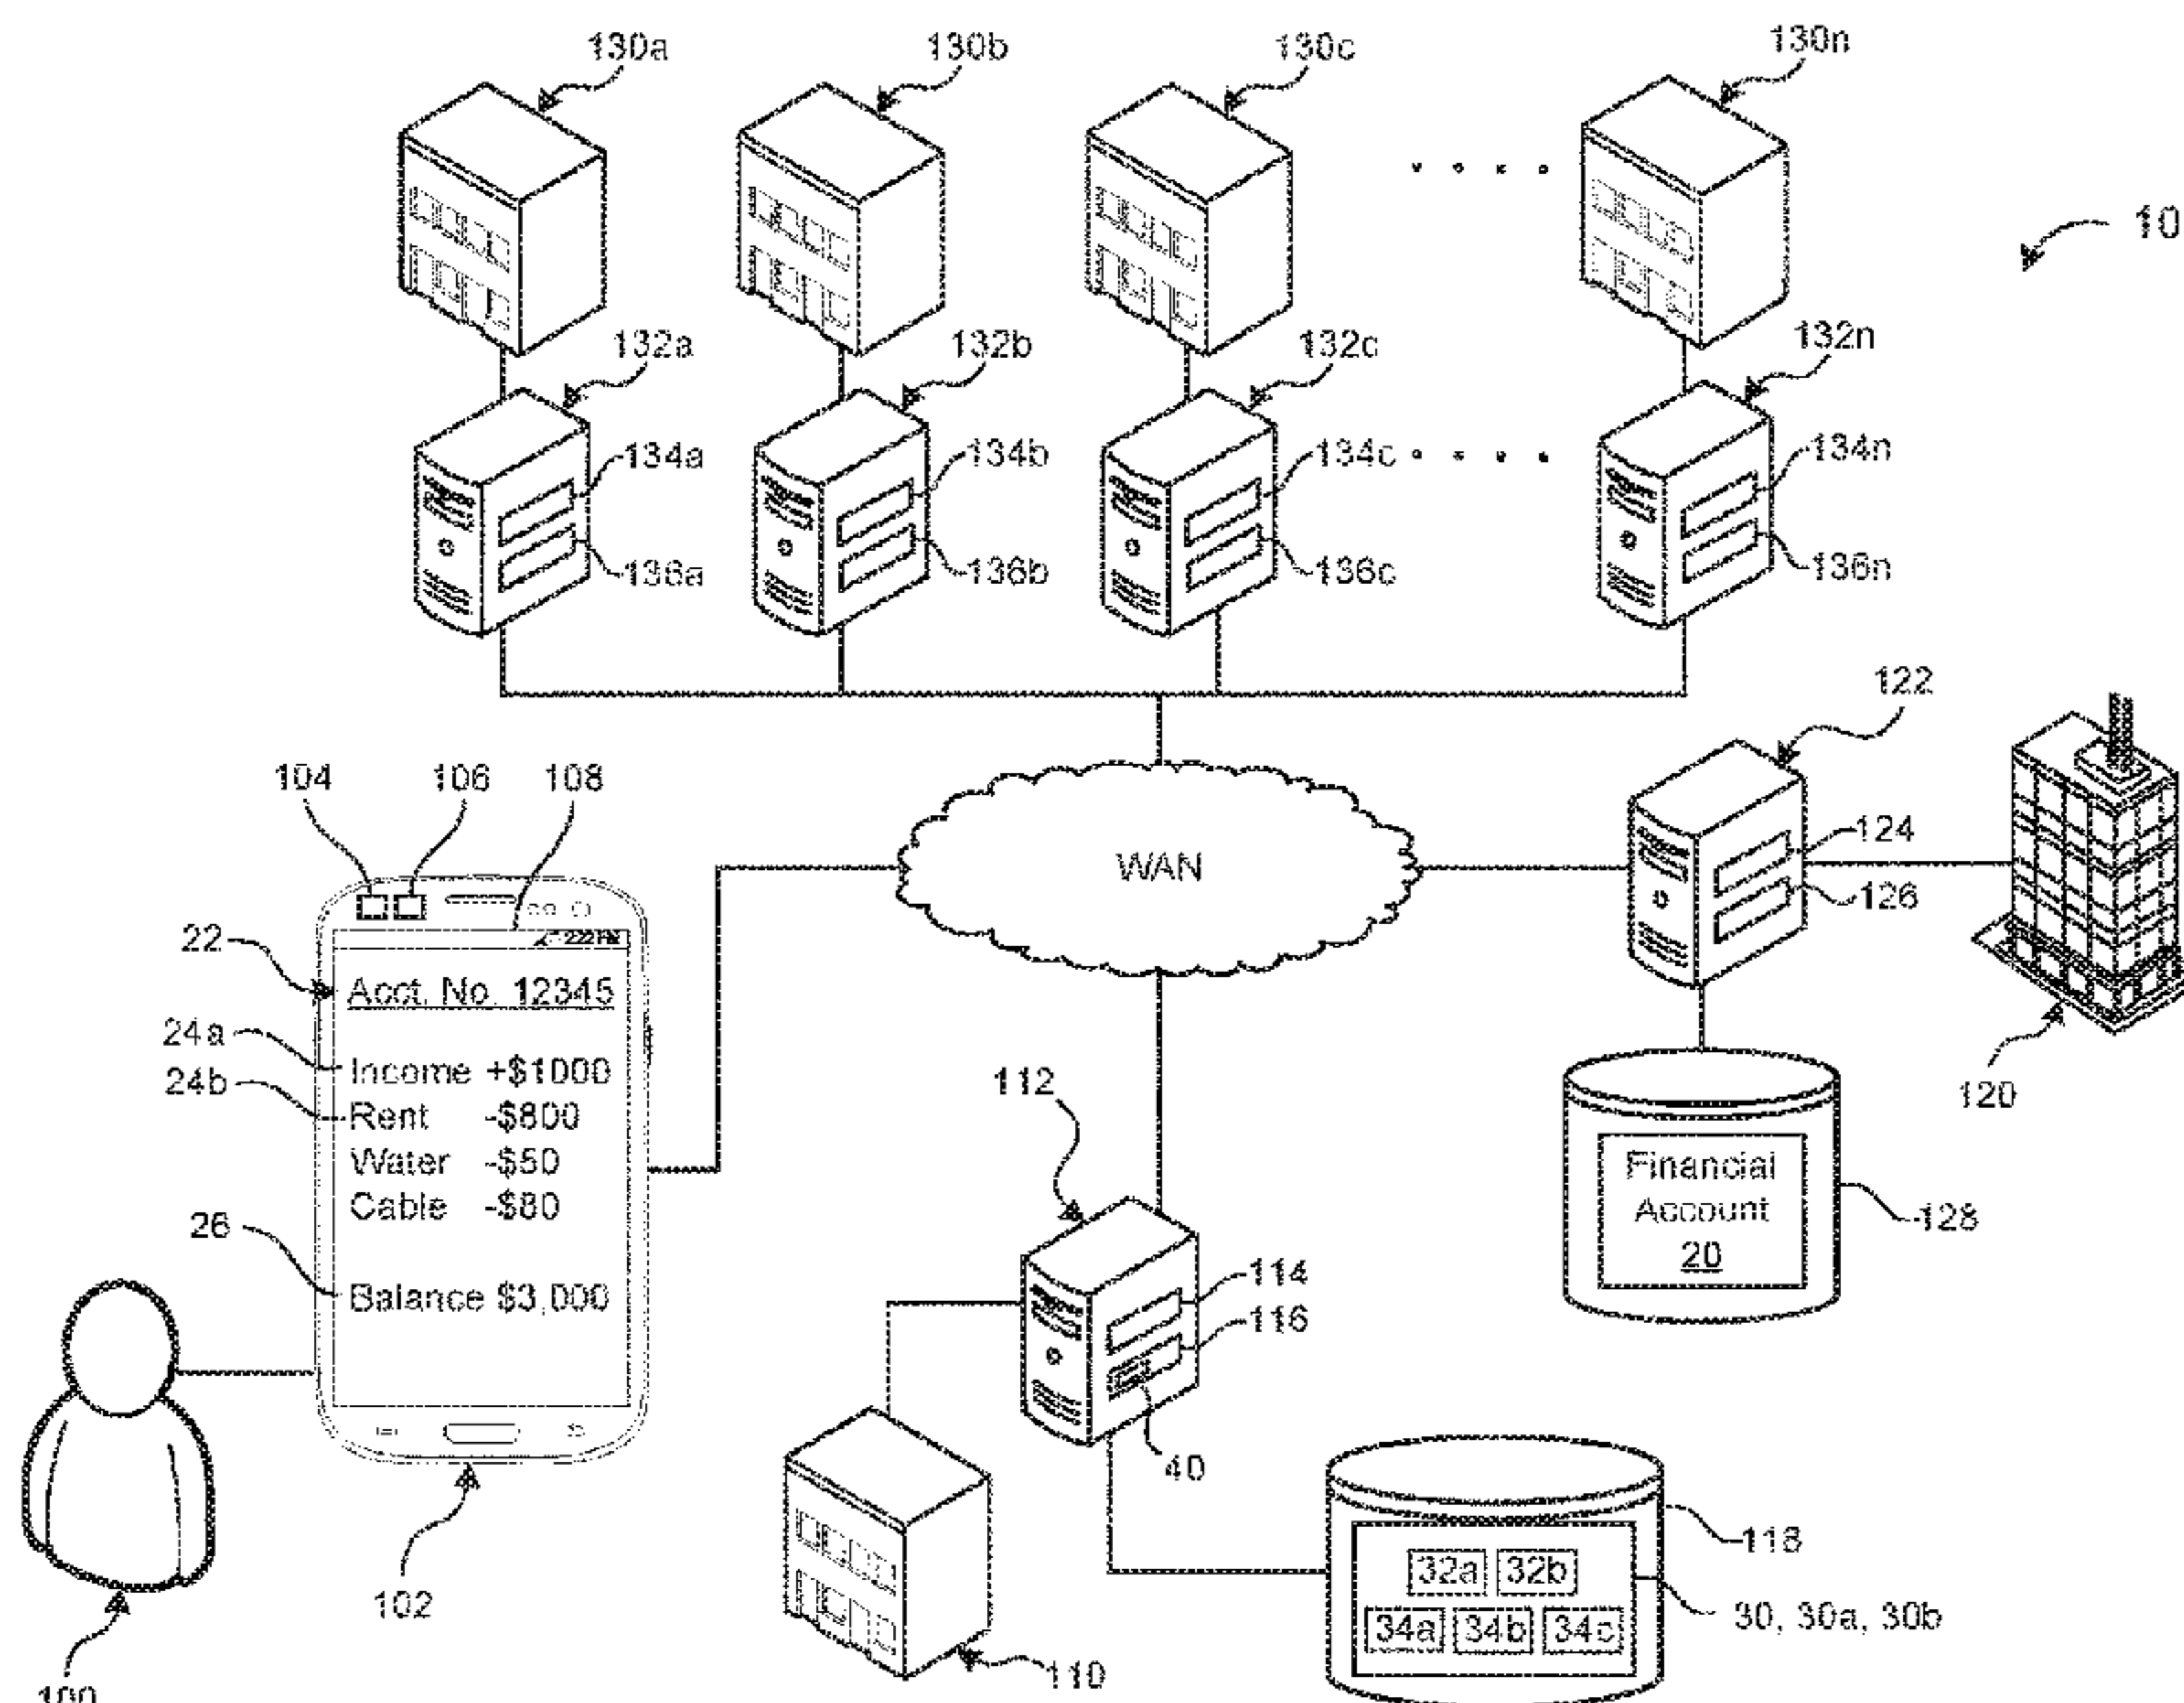 130a 130b 130c 130n
10
132a 132b 132c 132n
134a 134b 134c 134n
136a 136b 136c 136n
122
104 106 108
WAN
124
126
22
2:22 PM
Acct. No. 12345
24a
Income +$1000
24b
Rent -$800
Water -$50
Cable -$80
26
Balance $3,000
112
120
Financial
Account
20
128
114
116
40
118
32a 32b
34a 34b 34c
30, 30a, 30b
102
110
100